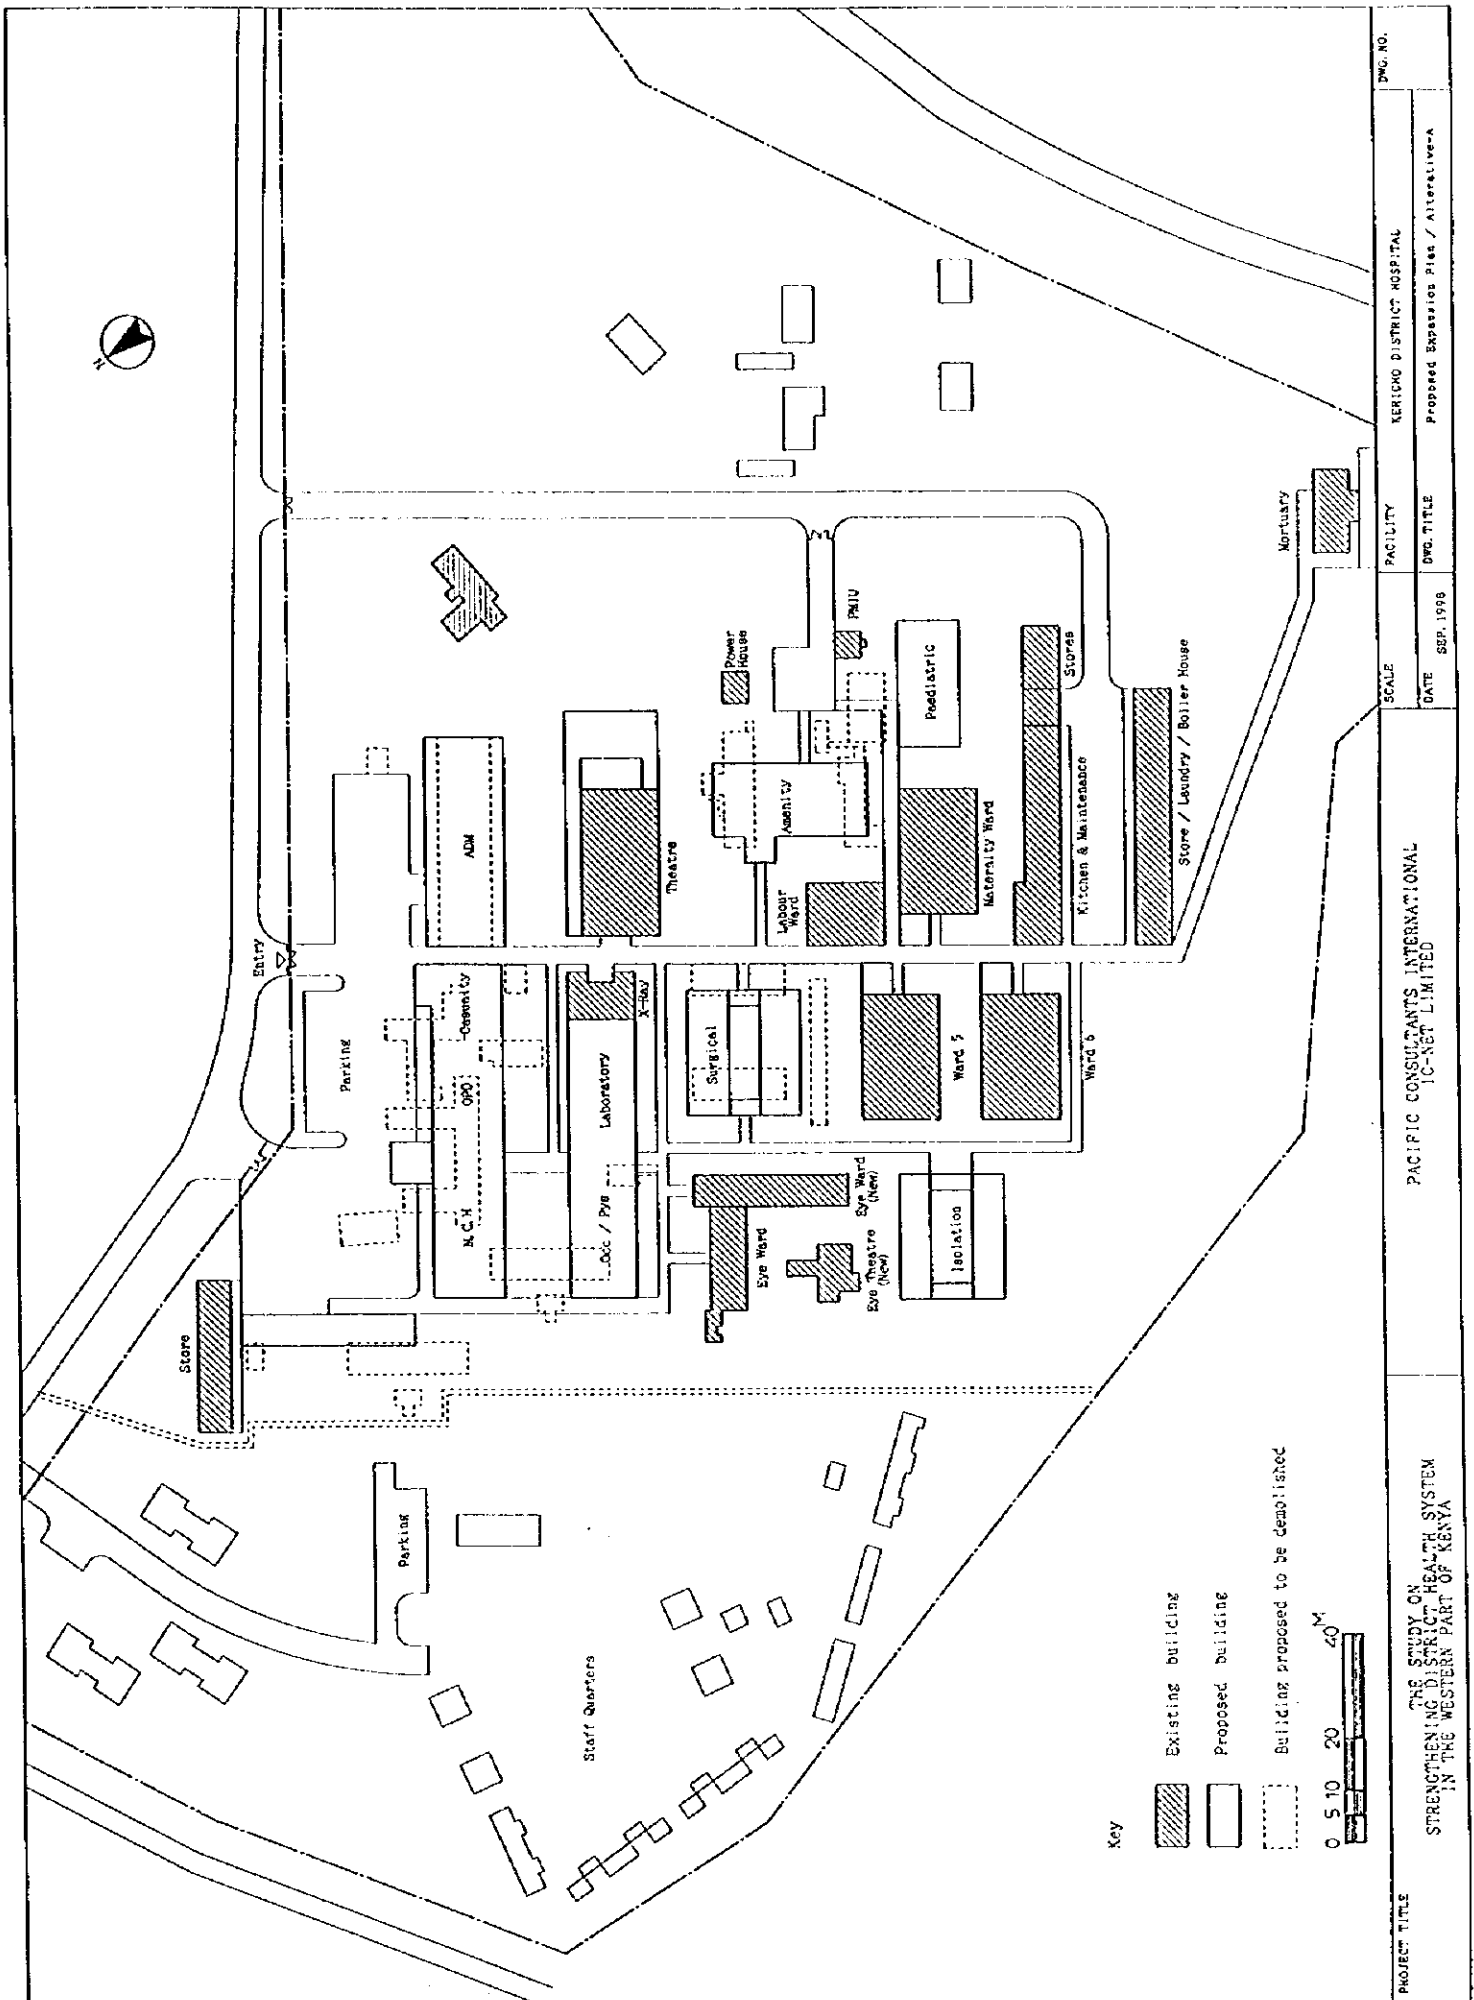 N
Entry
Parking
Store
Parking
ADM
Casualty
OPD
M.C.H
Theatre
X-Ray
Laboratory
Occ / Pys
Power
House
PMIU
Amenity
Labour
Ward
Surgical
Eye Ward
Eye Ward
(New)
Eye Theatre
(New)
Paediatric
Maternity Ward
Ward 5
Ward 6
Isolation
Stores
Kitchen & Maintenance
Store / Laundry / Boiler House
Mortuary
Staff Quarters
Key
Existing building
Proposed building
Building proposed to be demolished
0 5 10 20 40M
PROJECT TITLE
THE STUDY ON
STRENGTHENING DISTRICT HEALTH SYSTEM
IN THE WESTERN PART OF KENYA
PACIFIC CONSULTANTS INTERNATIONAL
IC-NET LIMITED
SCALE
DATE SEP. 1998
FACILITY
KERICHO DISTRICT HOSPITAL
DWG. TITLE
Proposed Expansion Plan / Alterative-A
DWG. NO.